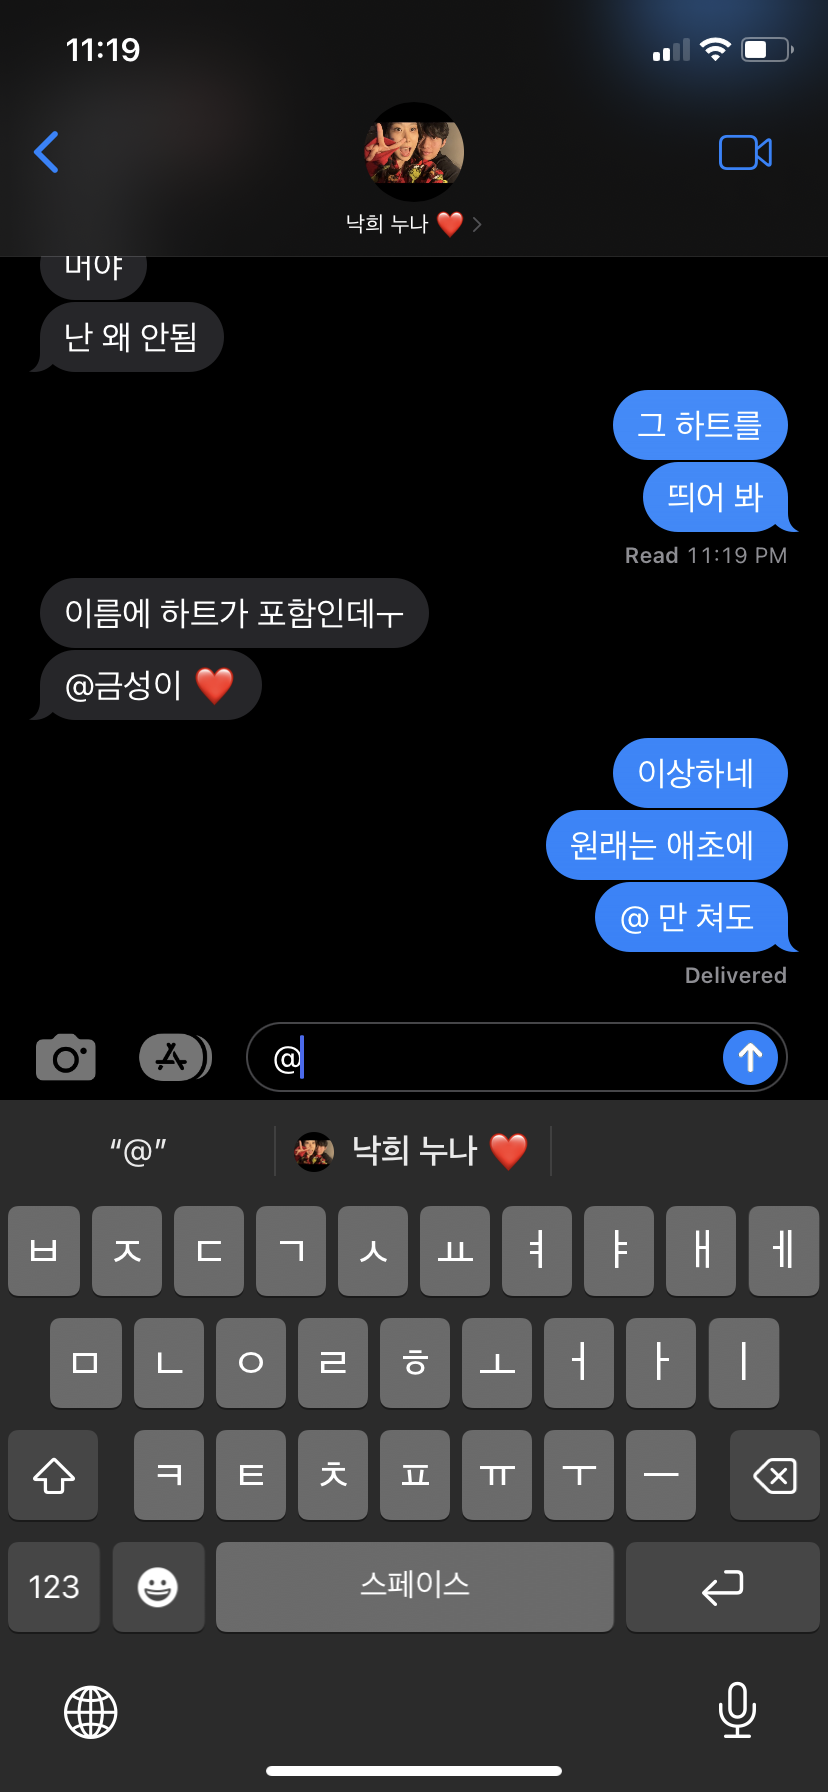 11:19
낙희 누나 ❤️
머야
난 왜 안됨
그 하트를
띄어 봐
Read 11:19 PM
이름에 하트가 포함인데ㅜ
@금성이 ❤️
이상하네
원래는 애초에
@ 만 쳐도
Delivered
@
“@” 낙희 누나 ❤️
ㅂ ㅈ ㄷ ㄱ ㅅ ㅛ ㅕ ㅑ ㅐ ㅔ
ㅁ ㄴ ㅇ ㄹ ㅎ ㅗ ㅓ ㅏ ㅣ
ㅋ ㅌ ㅊ ㅍ ㅠ ㅜ ㅡ
123 스페이스